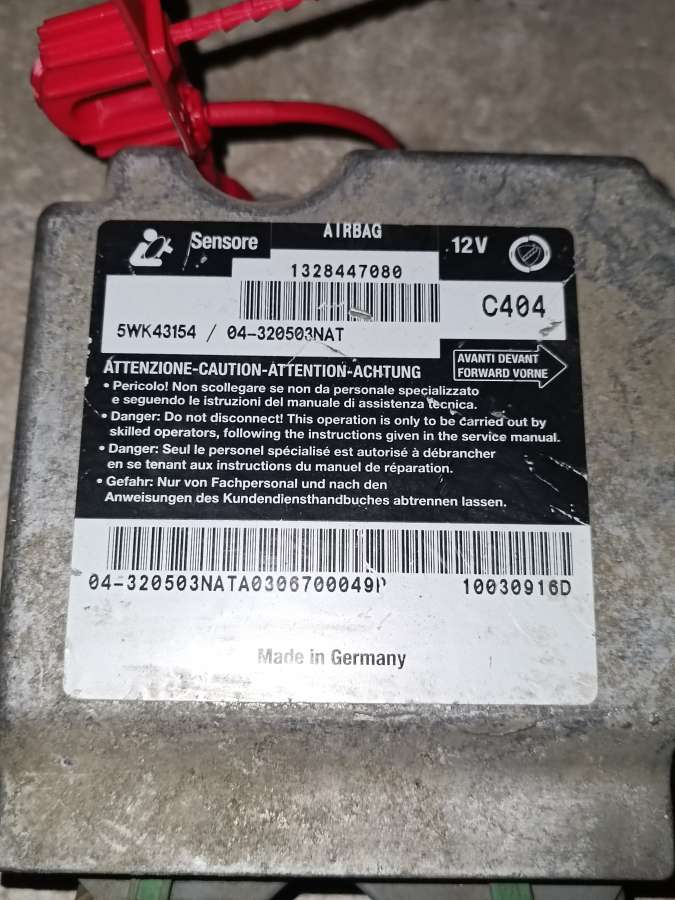 AIRBAG
Sensore
12V
1328447080
C404
5WK43154 / 04-320503NAT
ATTENZIONE-CAUTION-ATTENTION-ACHTUNG
AVANTI DEVANT
FORWARD VORNE
• Pericolo! Non scollegare se non da personale specializzato
e seguendo le istruzioni del manuale di assistenza tecnica.
• Danger: Do not disconnect! This operation is only to be carried out by
skilled operators, following the instructions given in the service manual.
• Danger: Seul le personel spécialisé est autorisé à débrancher
en se tenant aux instructions du manuel de réparation.
• Gefahr: Nur von Fachpersonal und nach den
Anweisungen des Kundendiensthandbuches abtrennen lassen.
04-320503NATA0306700049P 10030916D
Made in Germany